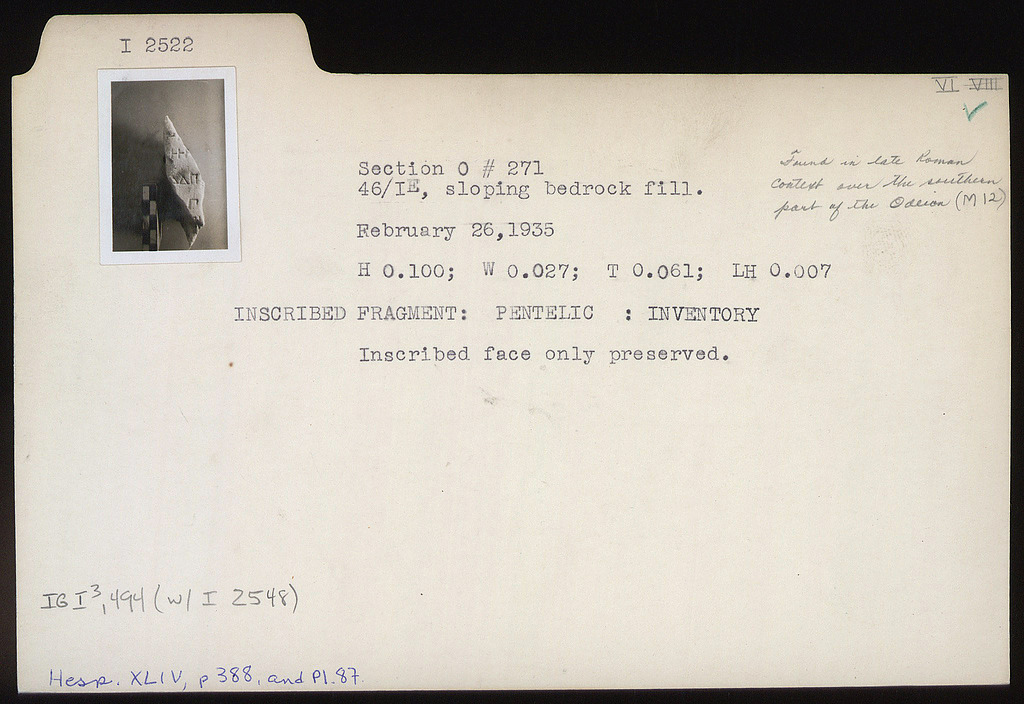 I 2522
VI VIII
Found in late Roman
context over the southern
part of the Odeion (M 12)
Section O # 271
46/IE, sloping bedrock fill.
February 26,1935
H 0.100; W 0.027; T 0.061; LH 0.007
INSCRIBED FRAGMENT: PENTELIC : INVENTORY
Inscribed face only preserved.
IG I³, 494 (w/ I 2548)
Hesp. XLIV, p 388, and Pl. 87.